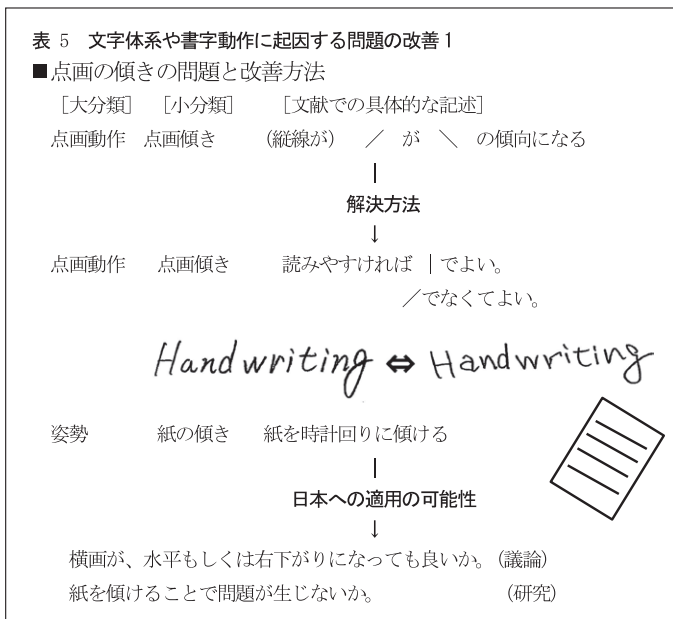 表 5 文字体系や書字動作に起因する問題の改善 1
■点画の傾きの問題と改善方法
［大分類］ ［小分類］ ［文献での具体的な記述］
点画動作 点画傾き （縦線が） ／ が ＼ の傾向になる
解決方法
↓
点画動作 点画傾き 読みやすければ ｜でよい。
／でなくてよい。
Handwriting ⇔ Handwriting
姿勢 紙の傾き 紙を時計回りに傾ける
日本への適用の可能性
↓
横画が、水平もしくは右下がりになっても良いか。（議論）
紙を傾けることで問題が生じないか。 （研究）